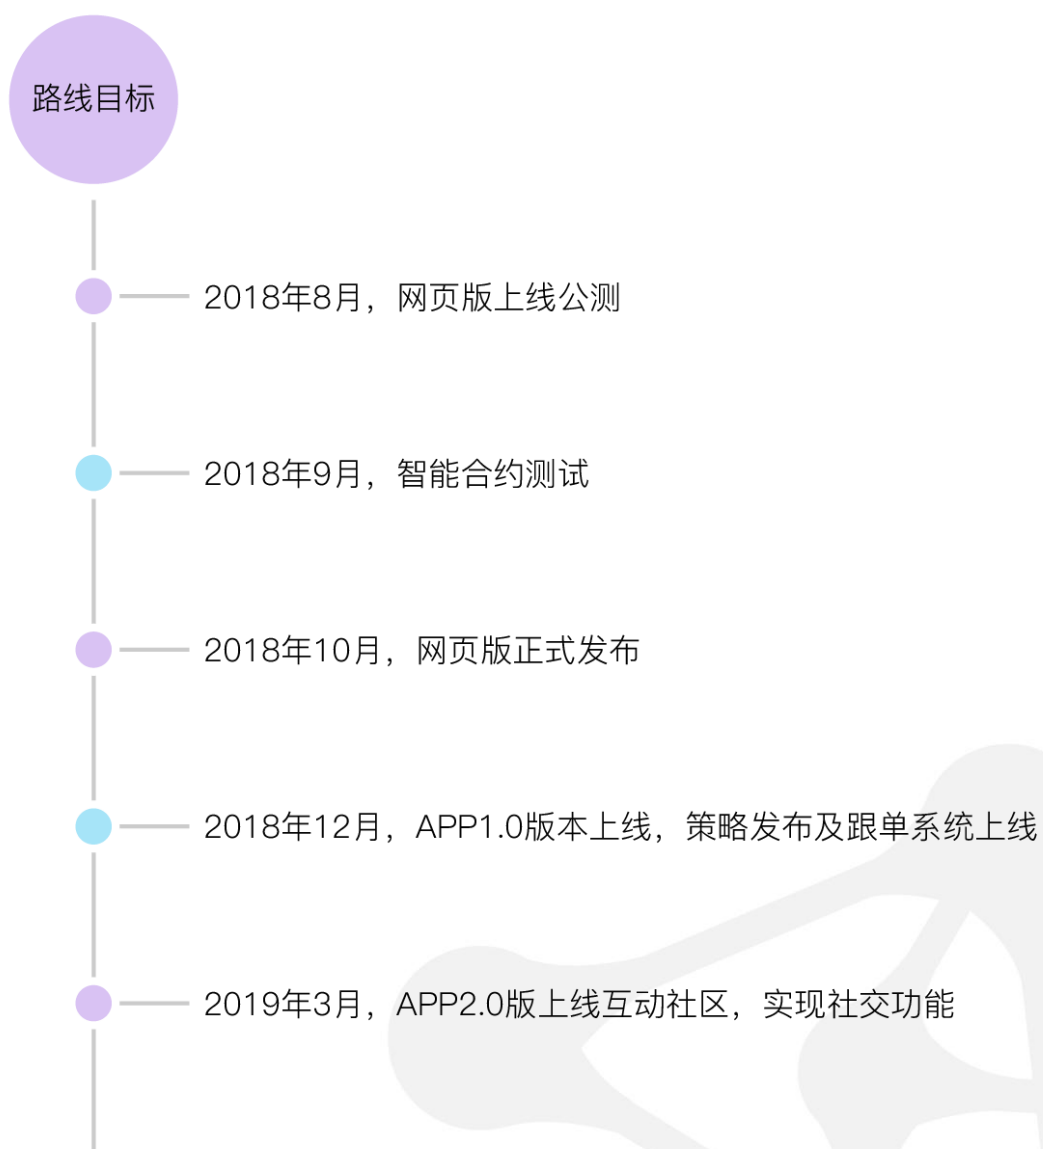 路线目标
2018年8月，网页版上线公测
2018年9月，智能合约测试
2018年10月，网页版正式发布
2018年12月，APP1.0版本上线，策略发布及跟单系统上线
2019年3月，APP2.0版上线互动社区，实现社交功能